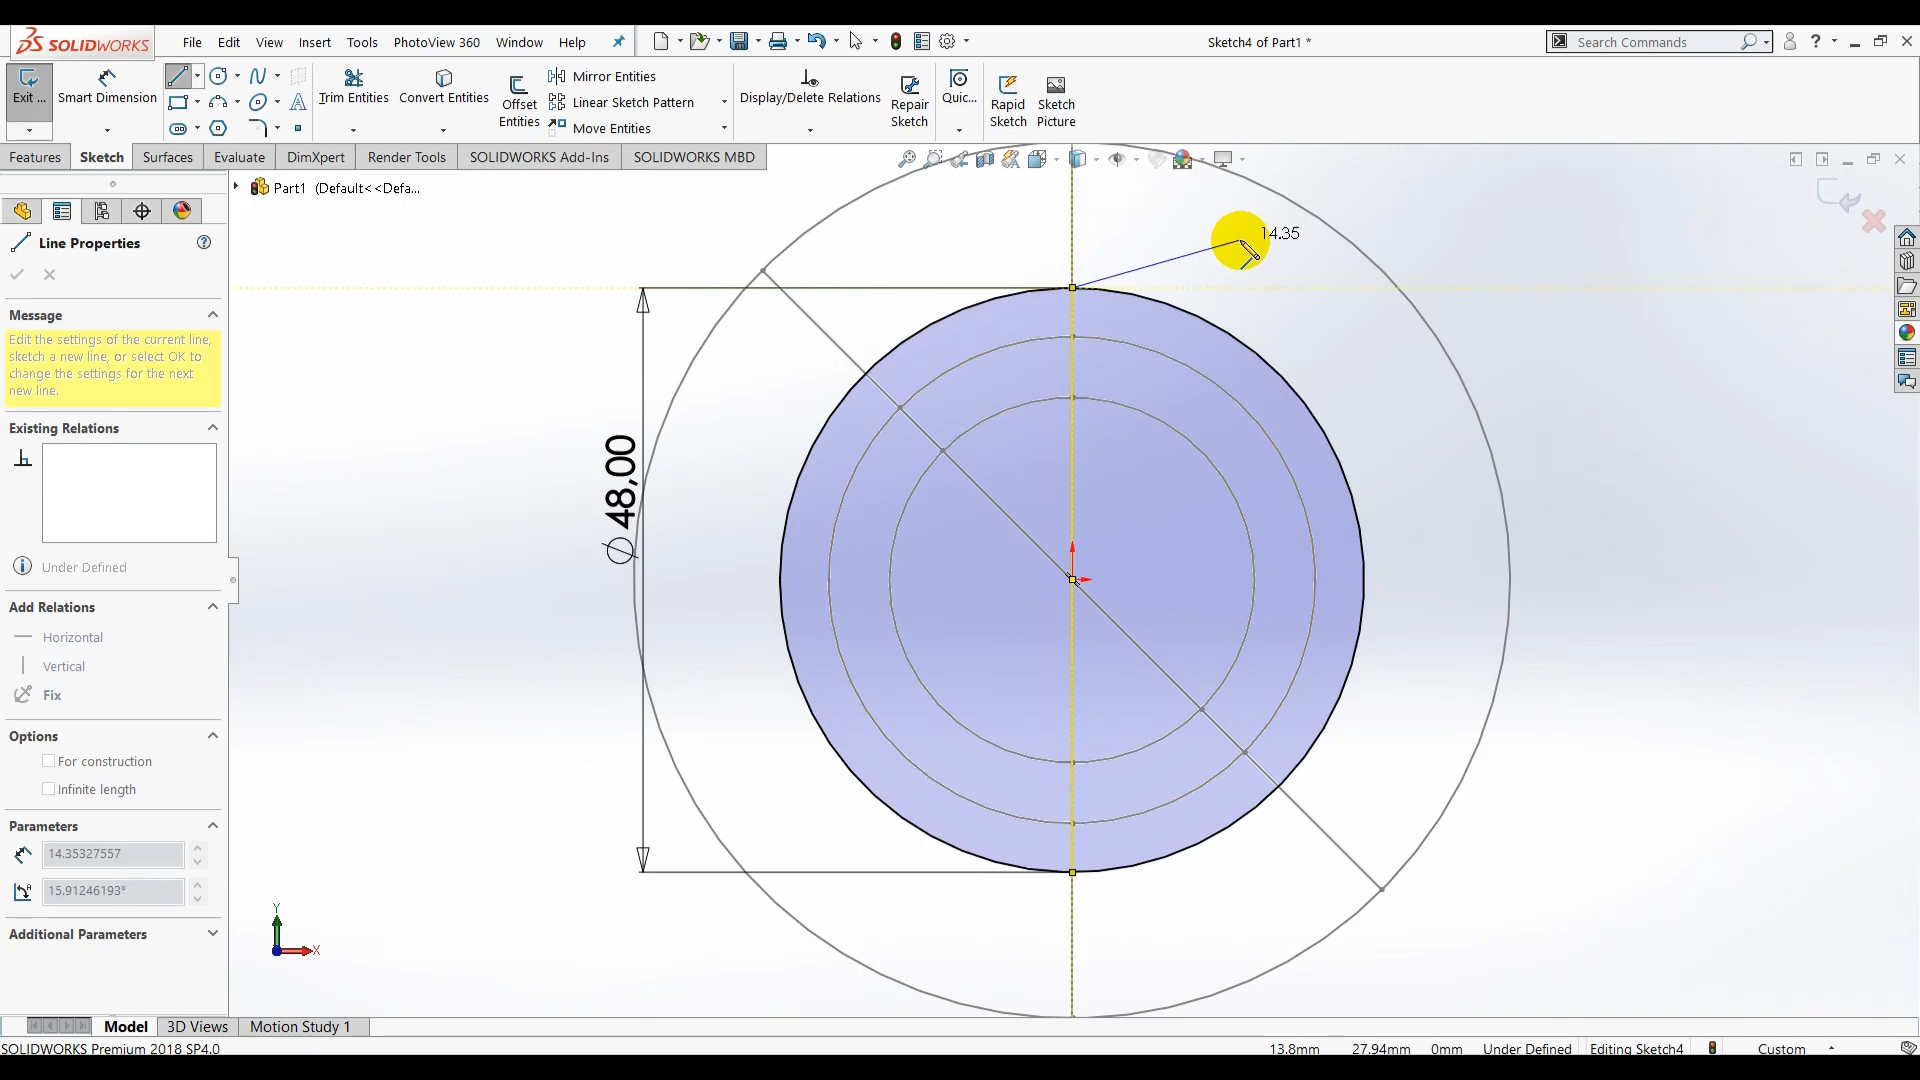 SOLIDWORKS File Edit View Insert Tools PhotoView 360 Window Help Sketch4 of Part1 * Search Commands ?
Exit ... Smart Dimension Trim Entities Convert Entities Offset Entities Mirror Entities Linear Sketch Pattern Move Entities Display/Delete Relations Repair Sketch Quic... Rapid Sketch Sketch Picture
Features Sketch Surfaces Evaluate DimXpert Render Tools SOLIDWORKS Add-Ins SOLIDWORKS MBD
Part1 (Default<<Defa...
Line Properties ?
Message
Edit the settings of the current line,
sketch a new line, or select OK to
change the settings for the next
new line.
Existing Relations
Under Defined
Add Relations
Horizontal
Vertical
Fix
Options
For construction
Infinite length
Parameters
14.35327557
15.91246193°
Additional Parameters
14.35
∅ 48,00
Y
X
Model 3D Views Motion Study 1
SOLIDWORKS Premium 2018 SP4.0 13.8mm 27.94mm 0mm Under Defined Editing Sketch4 Custom